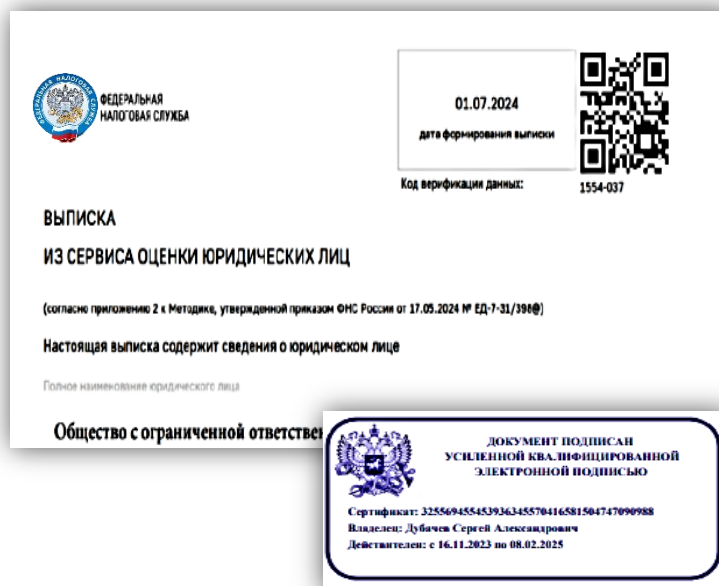 ФЕДЕРАЛЬНАЯ
НАЛОГОВАЯ СЛУЖБА
01.07.2024
дата формирования выписки
Код верификации данных:
1554-037
ВЫПИСКА
ИЗ СЕРВИСА ОЦЕНКИ ЮРИДИЧЕСКИХ ЛИЦ
(согласно приложению 2 к Методике, утвержденной приказом ФНС России от 17.05.2024 № ЕД-7-31/398@)
Настоящая выписка содержит сведения о юридическом лице
Полное наименование юридического лица
Общество с ограниченной ответствен
ДОКУМЕНТ ПОДПИСАН
УСИЛЕННОЙ КВАЛИФИЦИРОВАННОЙ
ЭЛЕКТРОННОЙ ПОДПИСЬЮ
Сертификат: 325569455453936345570416581504747090988
Владелец: Дубачев Сергей Александрович
Действителен: с 16.11.2023 по 08.02.2025